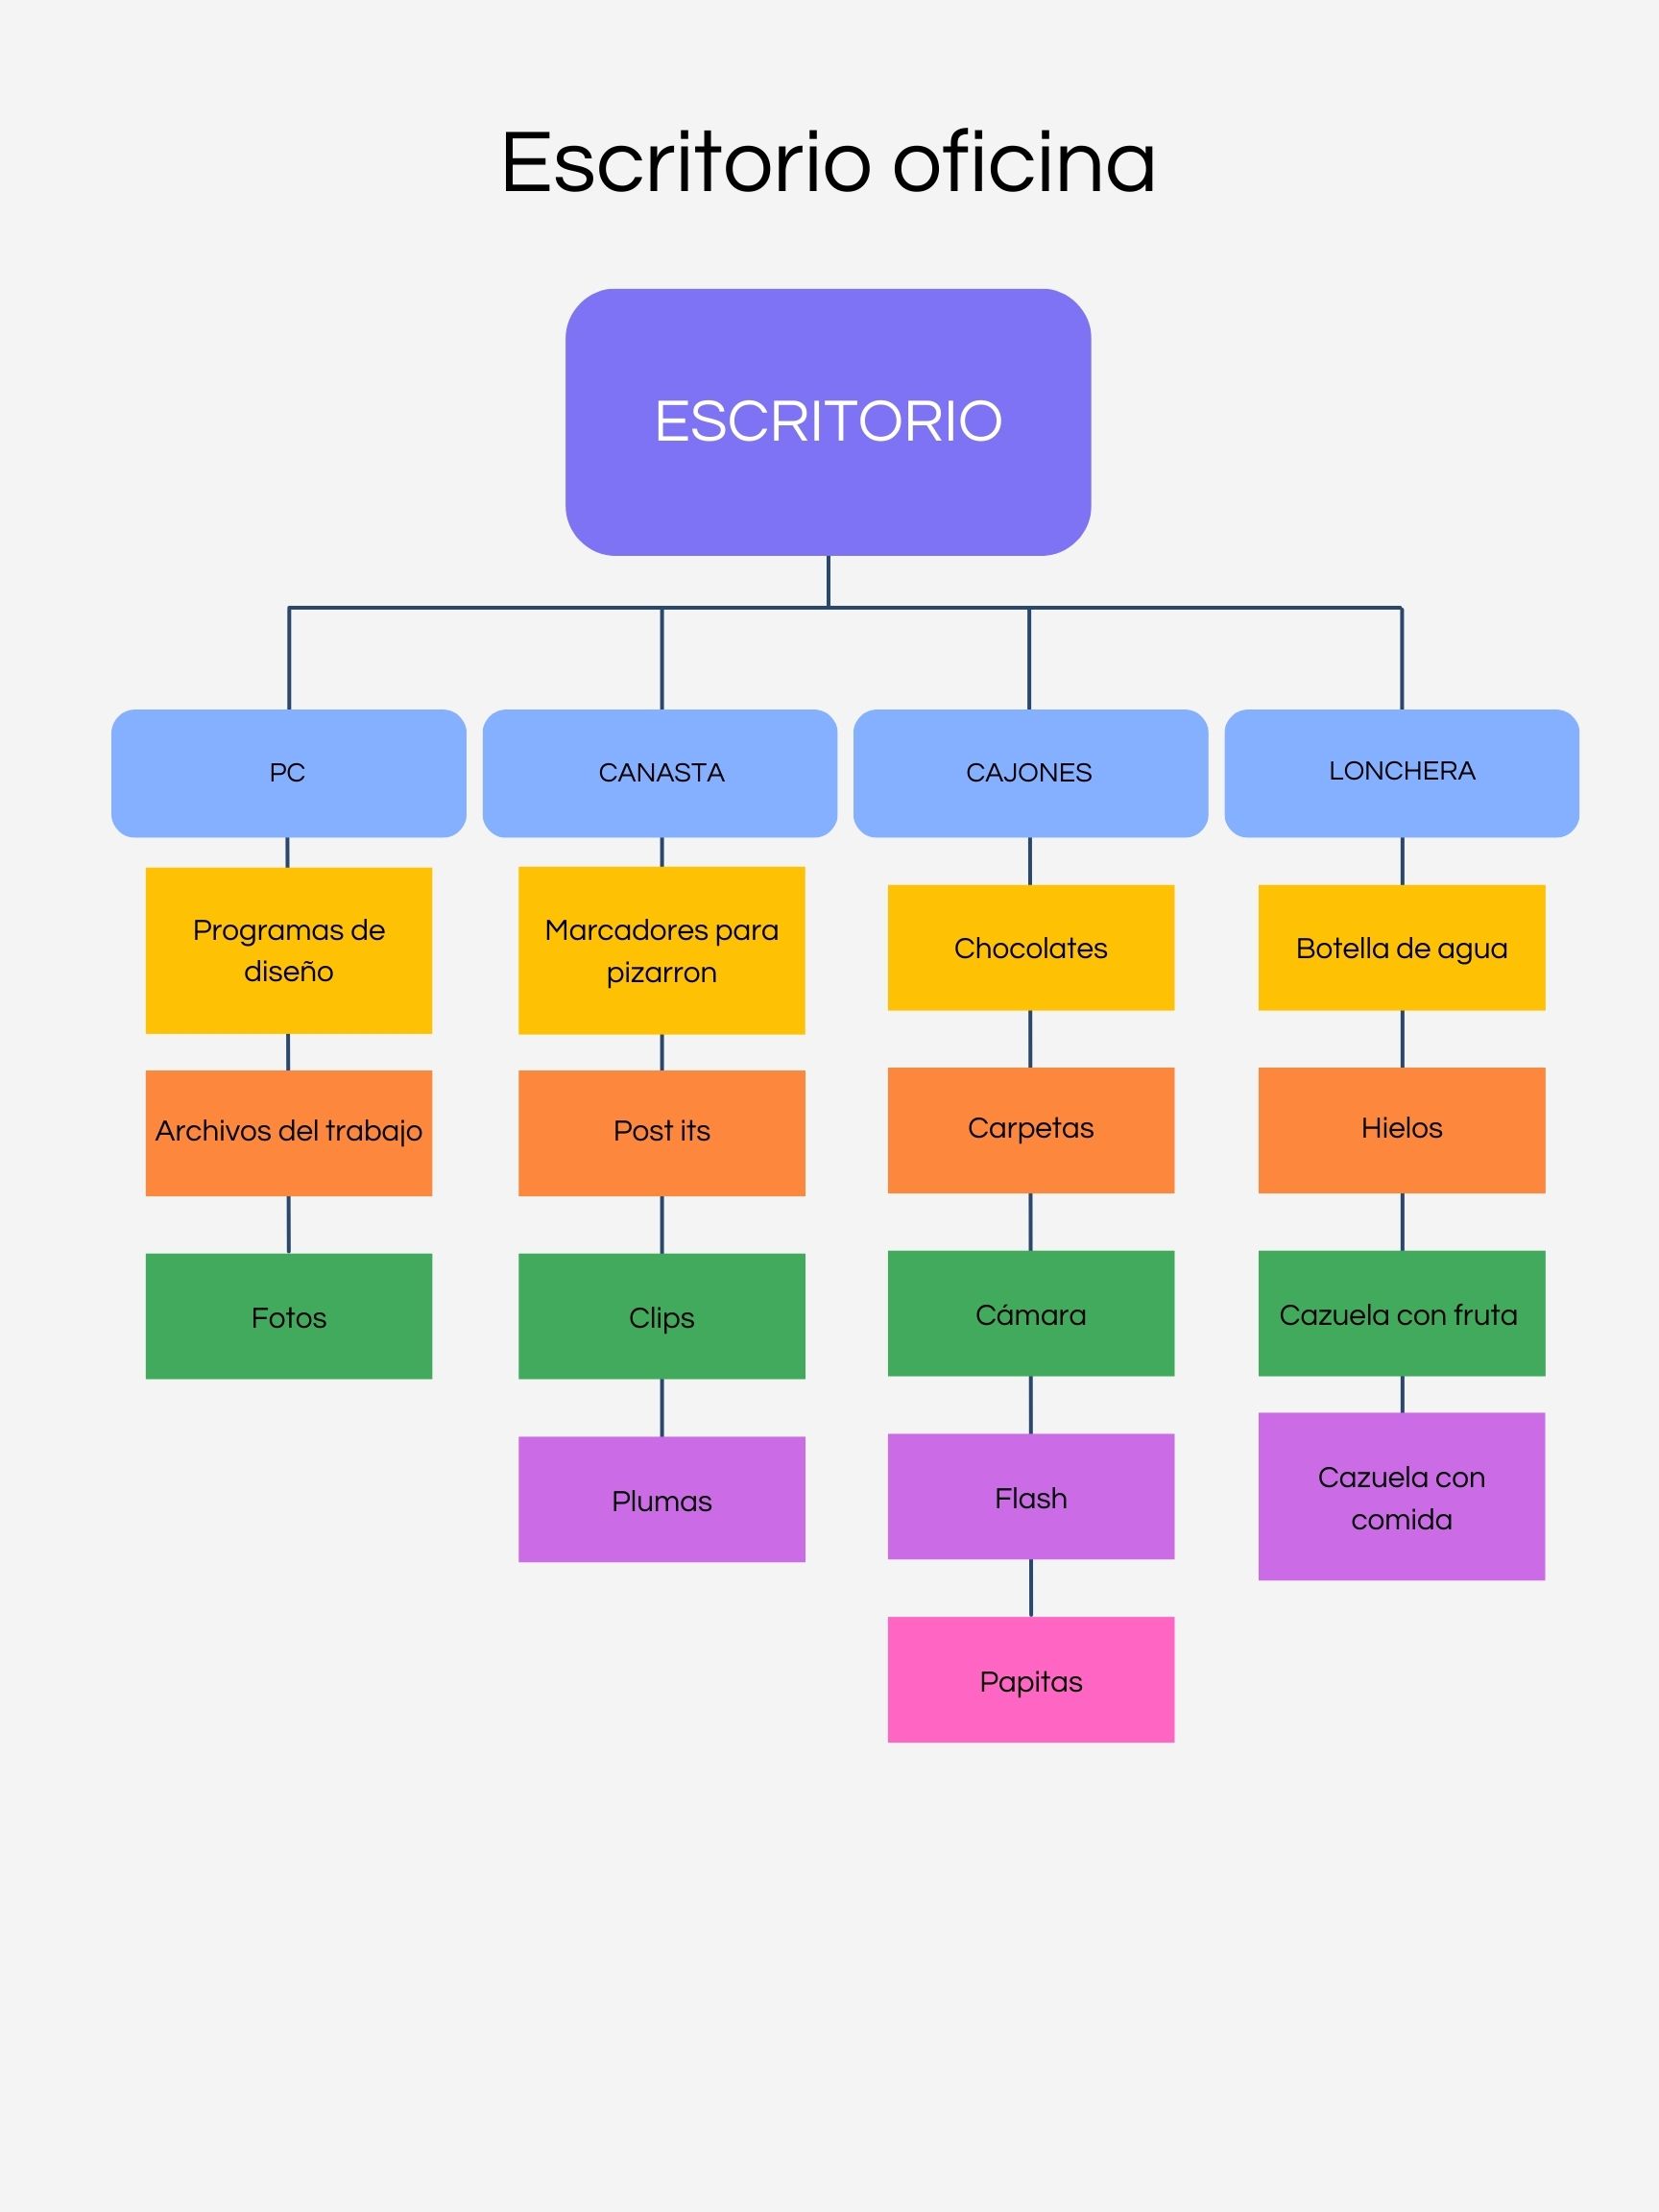 Escritorio oficina
ESCRITORIO
PC
CANASTA
CAJONES
LONCHERA
Programas de
diseño
Archivos del trabajo
Fotos
Marcadores para
pizarron
Post its
Clips
Plumas
Chocolates
Carpetas
Cámara
Flash
Papitas
Botella de agua
Hielos
Cazuela con fruta
Cazuela con
comida